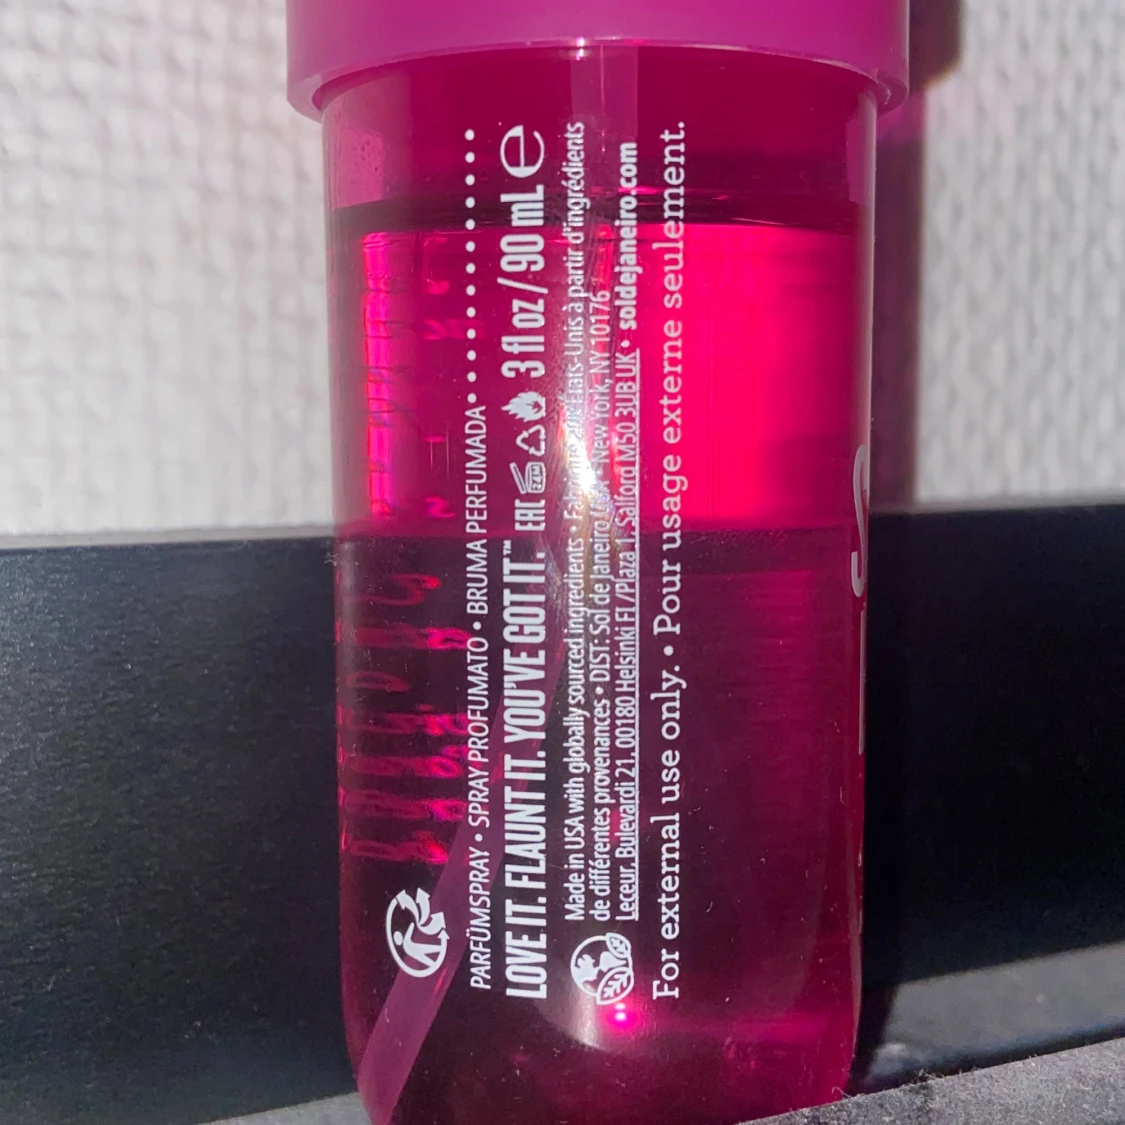 PARFÜMSPRAY • SPRAY PROFUMATO • BRUMA PERFUMADA
LOVE IT. FLAUNT IT. YOU'VE GOT IT.™ EAC 24M 3 fl oz / 90 mL ℮
Made in USA with globally sourced ingredients • Fabriqué aux États-Unis à partir d'ingrédients
de différentes provenances • DIST: Sol de Janeiro USA • New York, NY 10176
Leceur, Bulevardi 21, 00180 Helsinki FI/Plaza 1, Salford M50 3UB UK • soldejaneiro.com
For external use only. • Pour usage externe seulement.